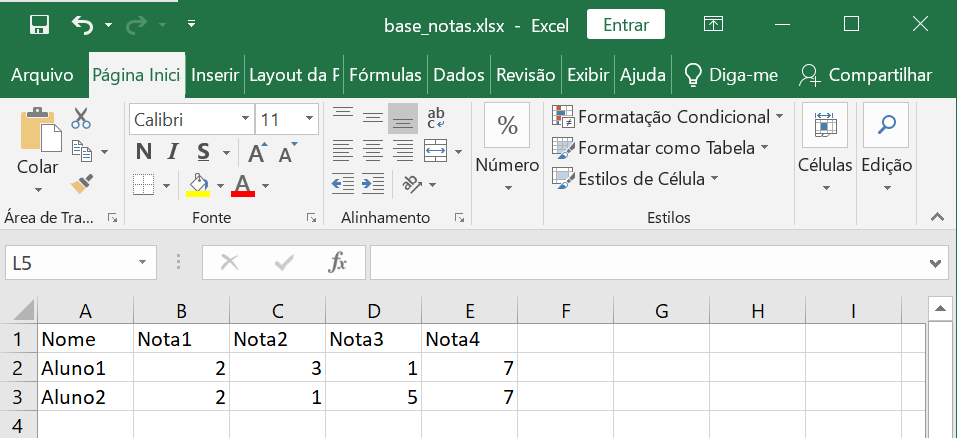 base_notas.xlsx - Excel
Entrar
Arquivo
Página Inici
Inserir
Layout da F
Fórmulas
Dados
Revisão
Exibir
Ajuda
Diga-me
Compartilhar
Colar
Área de Tra...
Calibri
11
N I S
A A
A
Fonte
ab
c
ab
Alinhamento
%
Número
Formatação Condicional
Formatar como Tabela
Estilos de Célula
Estilos
Células
Edição
L5
fx
A B C D E F G H I
1 Nome Nota1 Nota2 Nota3 Nota4
2 Aluno1 2 3 1 7
3 Aluno2 2 1 5 7
4